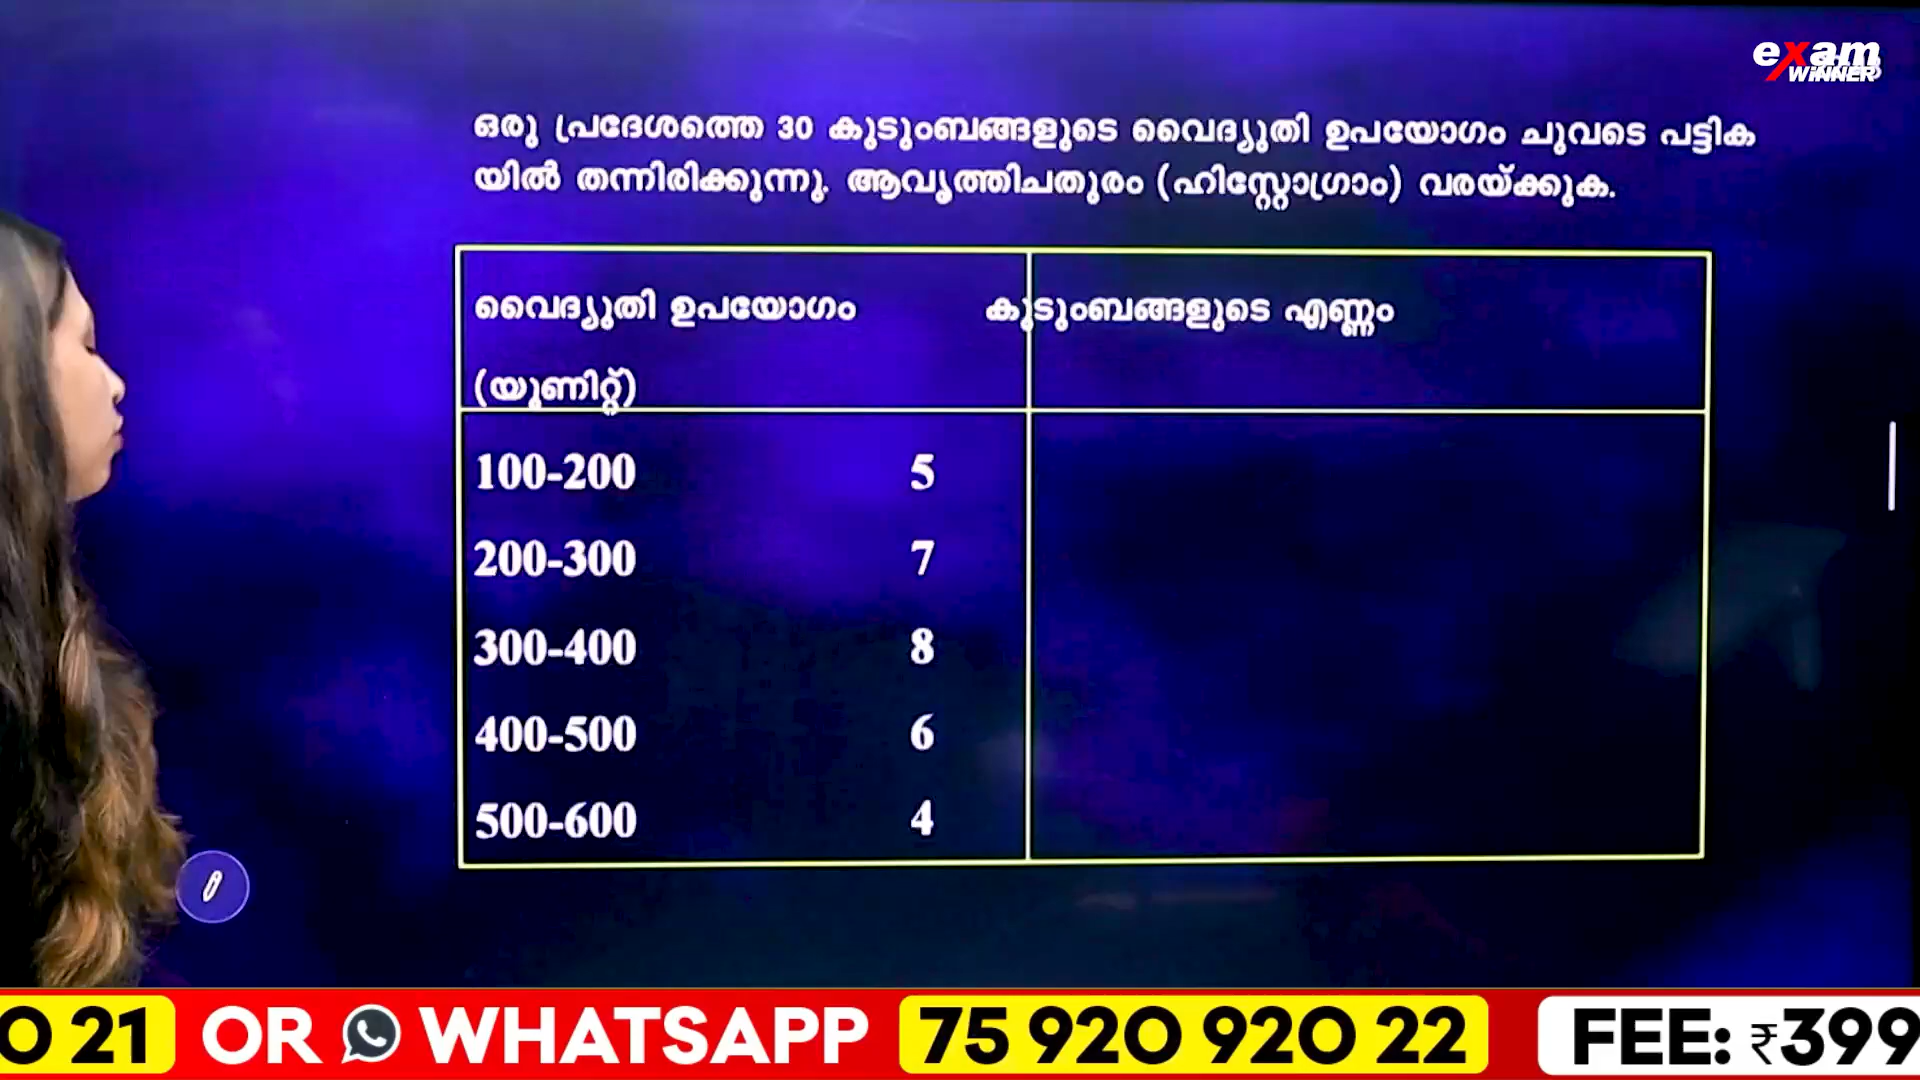 exam
WINNER
ഒരു പ്രദേശത്തെ 30 കുടുംബങ്ങളുടെ വൈദ്യുതി ഉപയോഗം ചുവടെ പട്ടിക
യിൽ തന്നിരിക്കുന്നു. ആവൃത്തിചതുരം (ഹിസ്റ്റോഗ്രാം) വരയ്ക്കുക.
വൈദ്യുതി ഉപയോഗം കുടുംബങ്ങളുടെ എണ്ണം
(യൂണിറ്റ്)
100-200 5
200-300 7
300-400 8
400-500 6
500-600 4
O 21 OR WHATSAPP 75 920 920 22 FEE: ₹399